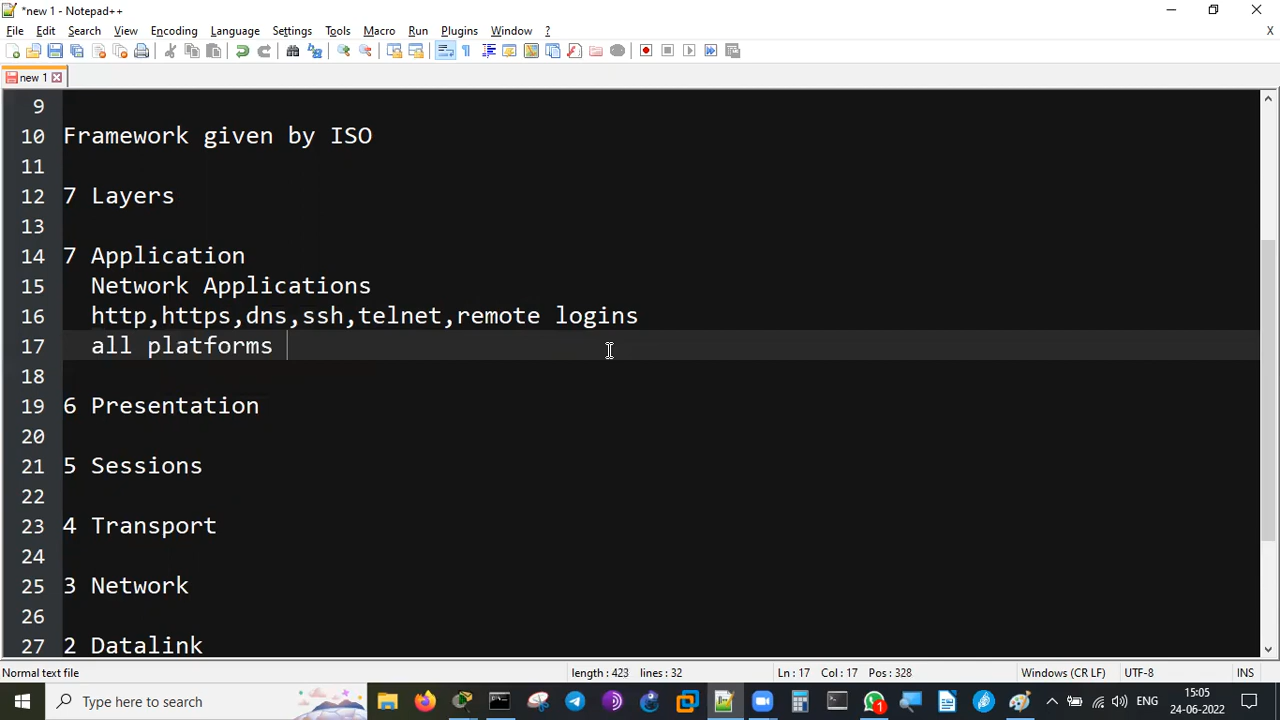 *new 1 - Notepad++
File Edit Search View Encoding Language Settings Tools Macro Run Plugins Window ?
X
new 1
9
10 Framework given by ISO
11
12 7 Layers
13
14 7 Application
15 Network Applications
16 http,https,dns,ssh,telnet,remote logins
17 all platforms
18
19 6 Presentation
20
21 5 Sessions
22
23 4 Transport
24
25 3 Network
26
27 2 Datalink
Normal text file length : 423 lines : 32 Ln : 17 Col : 17 Pos : 328 Windows (CR LF) UTF-8 INS
Type here to search 1 ENG 15:05
24-06-2022